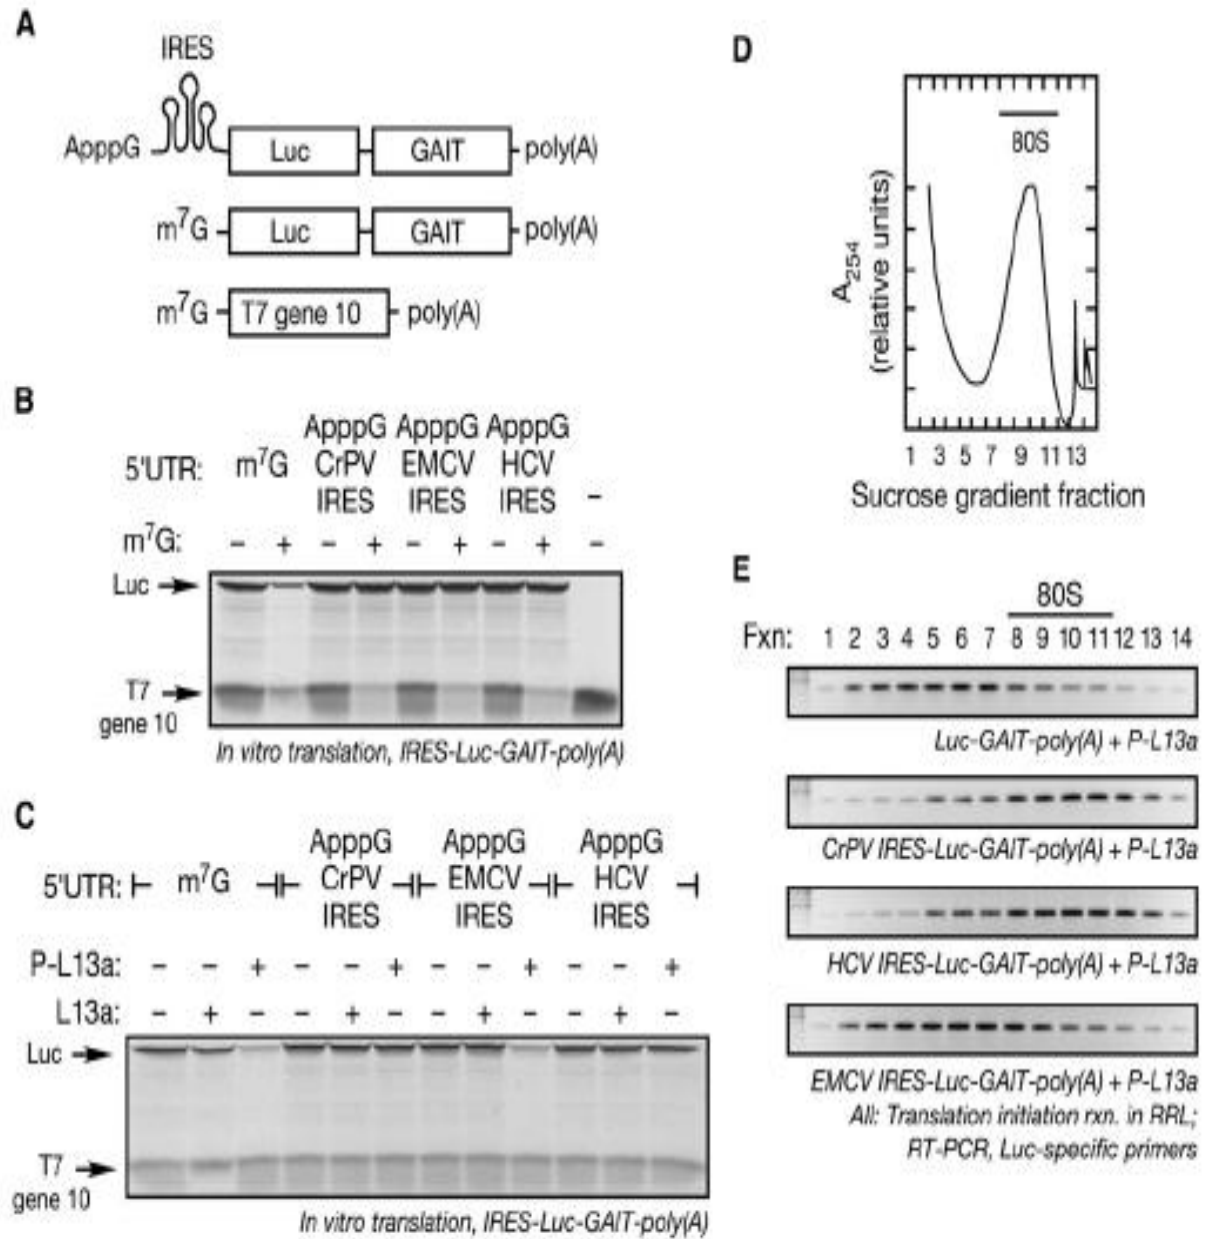 A
IRES
ApppG Luc GAIT poly(A)
m7G Luc GAIT poly(A)
m7G T7 gene 10 poly(A)
B
5'UTR: m7G ApppG CrPV IRES ApppG EMCV IRES ApppG HCV IRES –
m7G: – + – + – + – + –
Luc
T7
gene 10
In vitro translation, IRES-Luc-GAIT-poly(A)
C
5'UTR: m7G ApppG CrPV IRES ApppG EMCV IRES ApppG HCV IRES
P-L13a: – – + – – + – – + – – +
L13a: – + – – + – – + – – + –
Luc
T7
gene 10
In vitro translation, IRES-Luc-GAIT-poly(A)
D
80S
A254
(relative units)
1 3 5 7 9 11 13
Sucrose gradient fraction
E
80S
Fxn: 1 2 3 4 5 6 7 8 9 10 11 12 13 14
Luc-GAIT-poly(A) + P-L13a
CrPV IRES-Luc-GAIT-poly(A) + P-L13a
HCV IRES-Luc-GAIT-poly(A) + P-L13a
EMCV IRES-Luc-GAIT-poly(A) + P-L13a
All: Translation initiation rxn. in RRL;
RT-PCR, Luc-specific primers